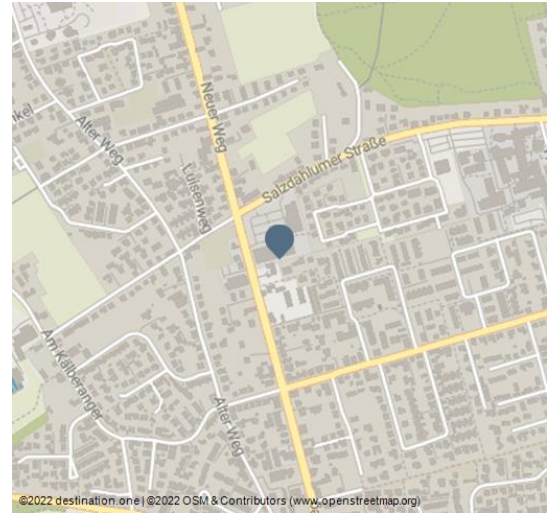 Neuer Weg
Alter Weg
Luisenweg
Salzdahlumer Straße
Am Kälberanger
Alter Weg
©2022 destination.one | ©2022 OSM & Contributors (www.openstreetmap.org)